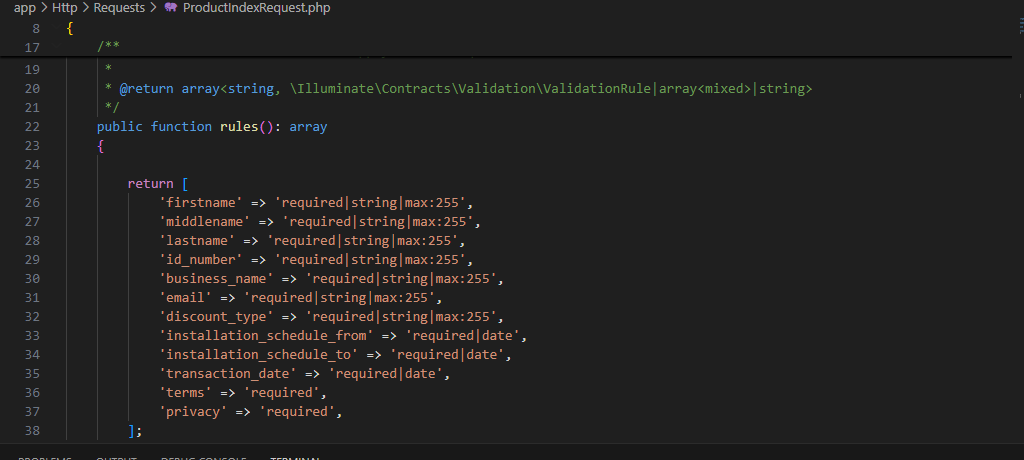 app > Http > Requests > ProductIndexRequest.php
8 {
17 /**
19 *
20 * @return array<string, \Illuminate\Contracts\Validation\ValidationRule|array<mixed>|string>
21 */
22 public function rules(): array
23 {
24
25 return [
26 'firstname' => 'required|string|max:255',
27 'middlename' => 'required|string|max:255',
28 'lastname' => 'required|string|max:255',
29 'id_number' => 'required|string|max:255',
30 'business_name' => 'required|string|max:255',
31 'email' => 'required|string|max:255',
32 'discount_type' => 'required|string|max:255',
33 'installation_schedule_from' => 'required|date',
34 'installation_schedule_to' => 'required|date',
35 'transaction_date' => 'required|date',
36 'terms' => 'required',
37 'privacy' => 'required',
38 ];
PROBLEMS OUTPUT DEBUG CONSOLE TERMINAL